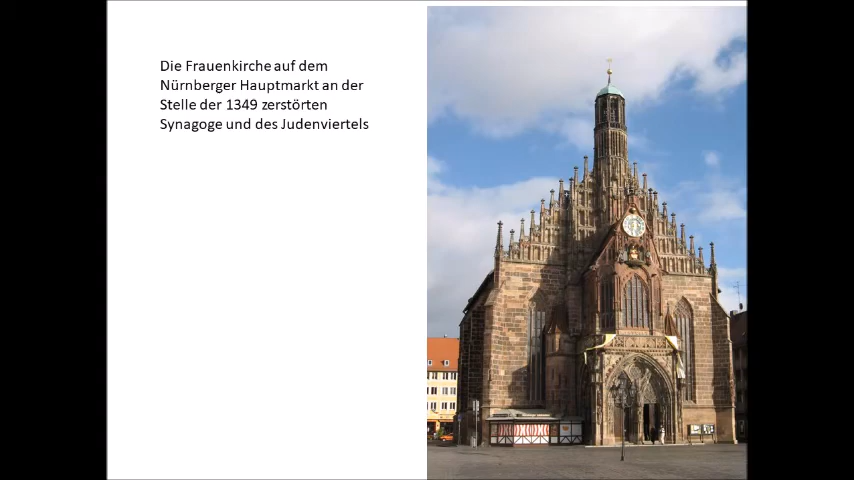 Die Frauenkirche auf dem
Nürnberger Hauptmarkt an der
Stelle der 1349 zerstörten
Synagoge und des Judenviertels